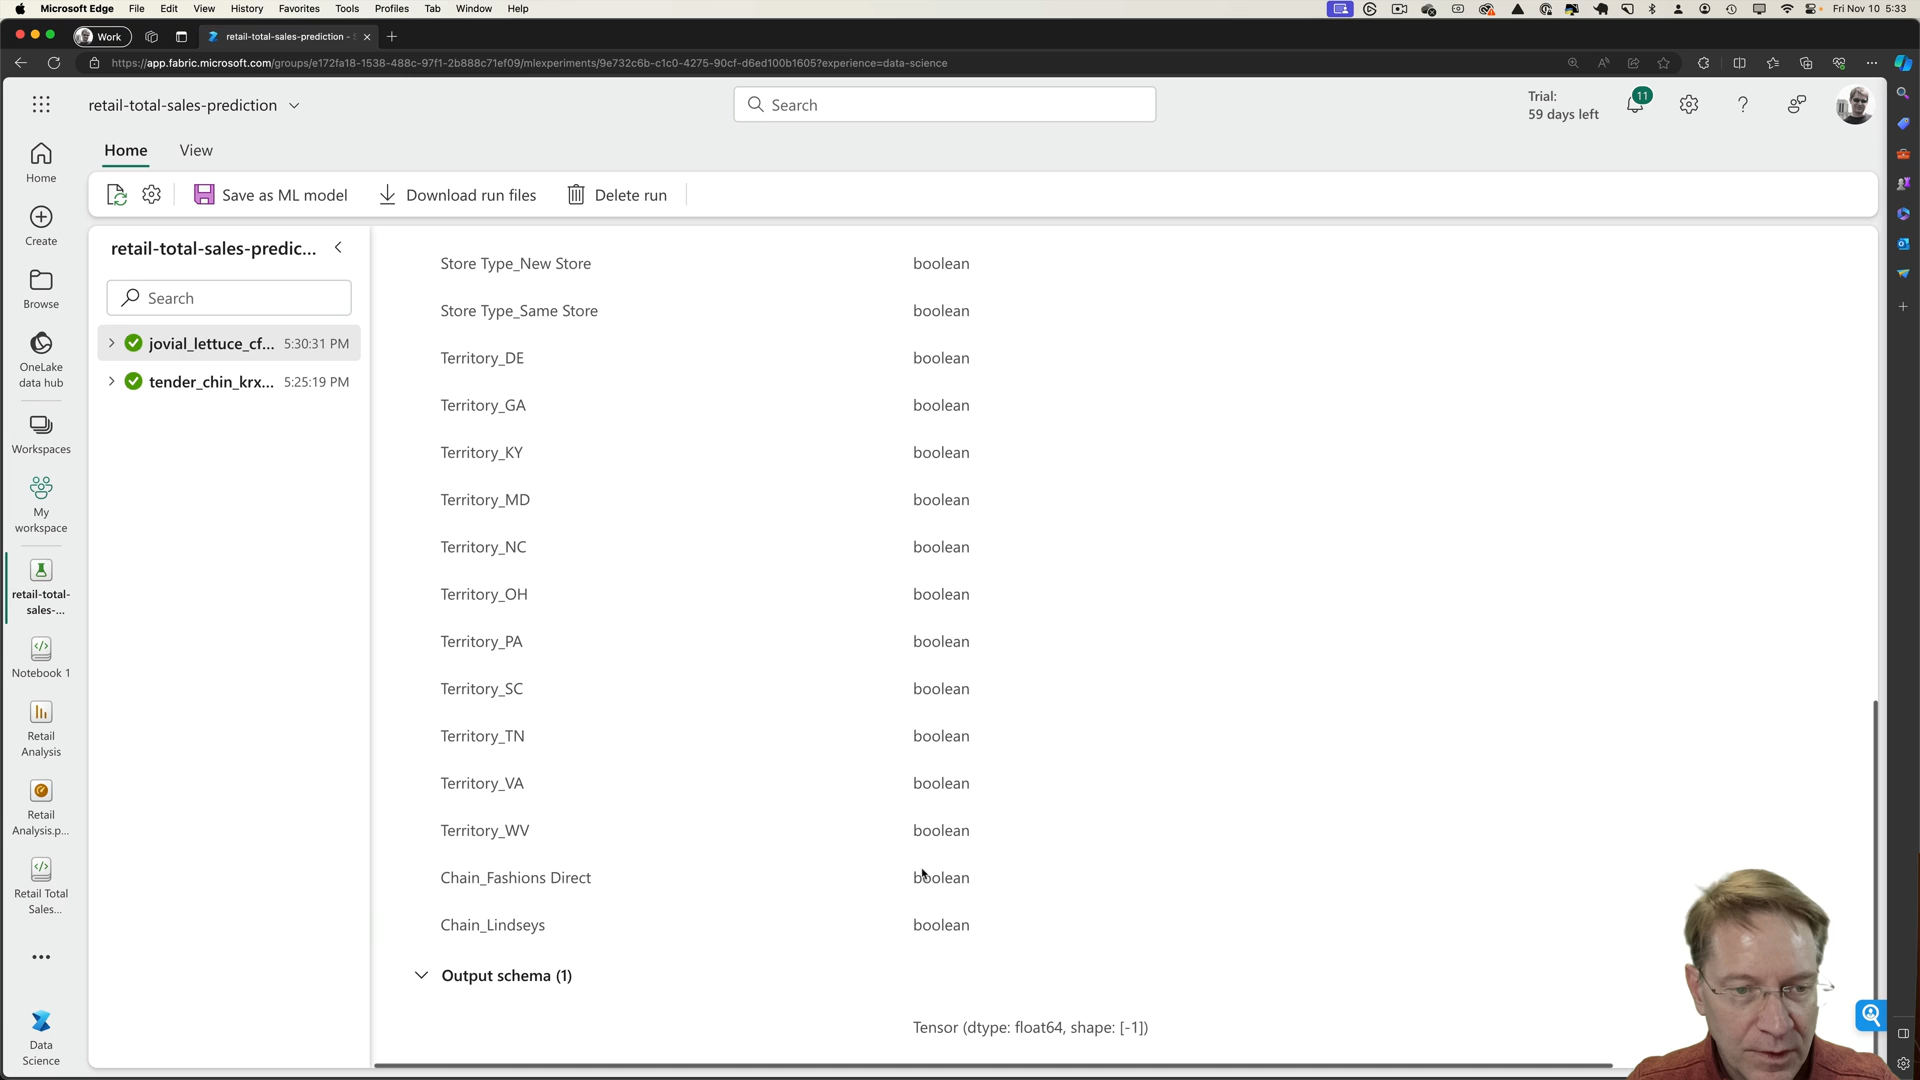 Microsoft Edge File Edit View History Favorites Tools Profiles Tab Window Help Fri Nov 10 5:33
Work retail-total-sales-prediction -
https://app.fabric.microsoft.com/groups/e172fa18-1538-488c-97f1-2b888c71ef09/mlexperiments/9e732c6b-c1c0-4275-90cf-d6ed100b1605?experience=data-science
retail-total-sales-prediction
Search
Trial:
59 days left
11
Home View
Save as ML model Download run files Delete run
Home
Create
Browse
OneLake
data hub
Workspaces
My
workspace
retail-total-
sales-...
Notebook 1
Retail
Analysis
Retail
Analysis.p...
Retail Total
Sales...
Data
Science
retail-total-sales-predic...
Search
jovial_lettuce_cf... 5:30:31 PM
tender_chin_krx... 5:25:19 PM
Store Type_New Store boolean
Store Type_Same Store boolean
Territory_DE boolean
Territory_GA boolean
Territory_KY boolean
Territory_MD boolean
Territory_NC boolean
Territory_OH boolean
Territory_PA boolean
Territory_SC boolean
Territory_TN boolean
Territory_VA boolean
Territory_WV boolean
Chain_Fashions Direct boolean
Chain_Lindseys boolean
Output schema (1)
Tensor (dtype: float64, shape: [-1])